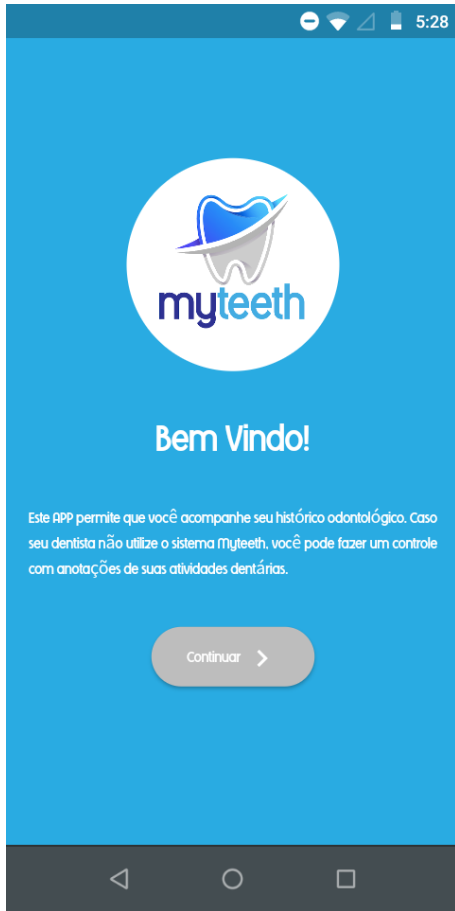 5:28
myteeth
Bem Vindo!
Este APP permite que você acompanhe seu histórico odontológico. Caso
seu dentista não utilize o sistema Myteeth, você pode fazer um controle
com anotações de suas atividades dentárias.
Continuar